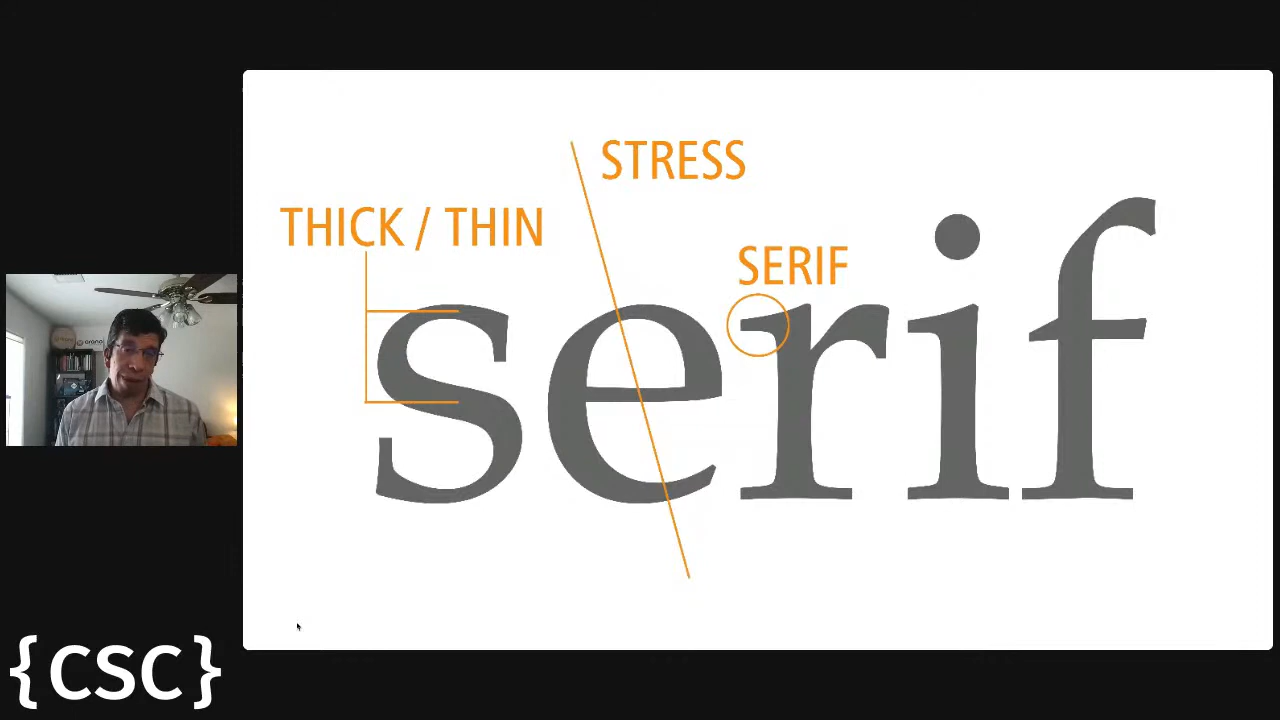 STRESS
THICK / THIN
SERIF
serif
{CSC}